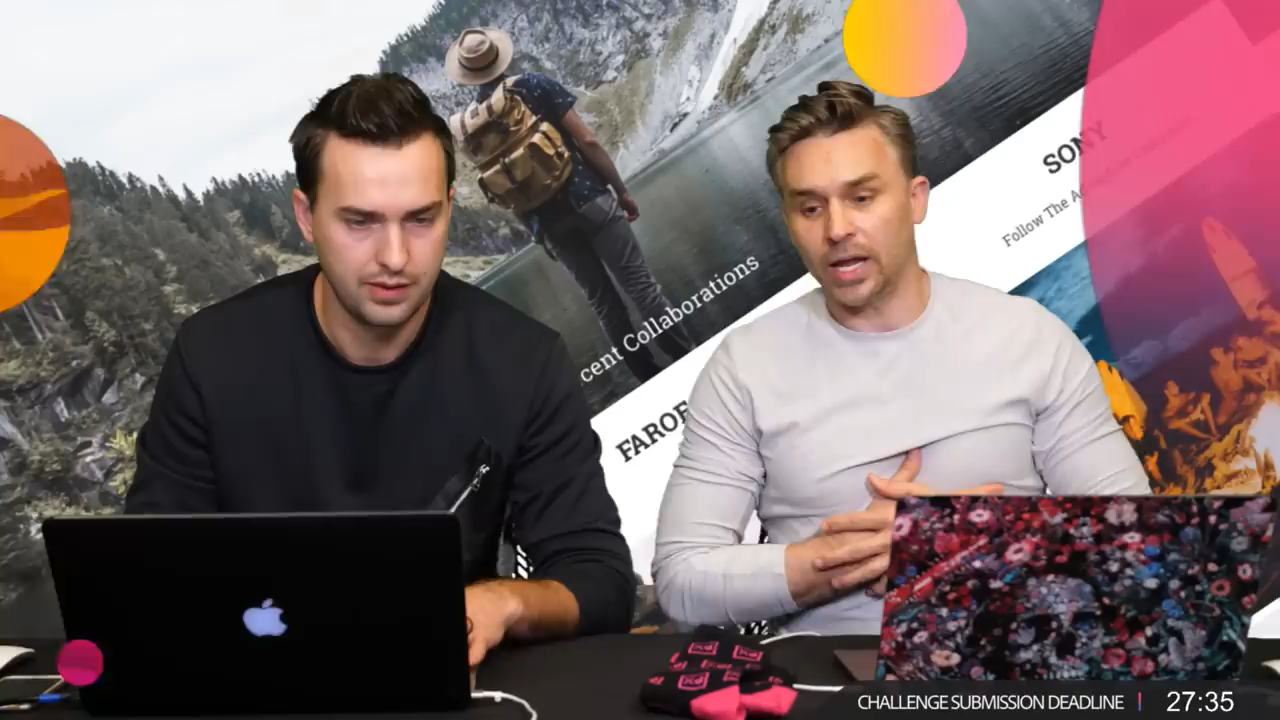 SONY
Follow The A
cent Collaborations
FAROE
CHALLENGE SUBMISSION DEADLINE | 27:35